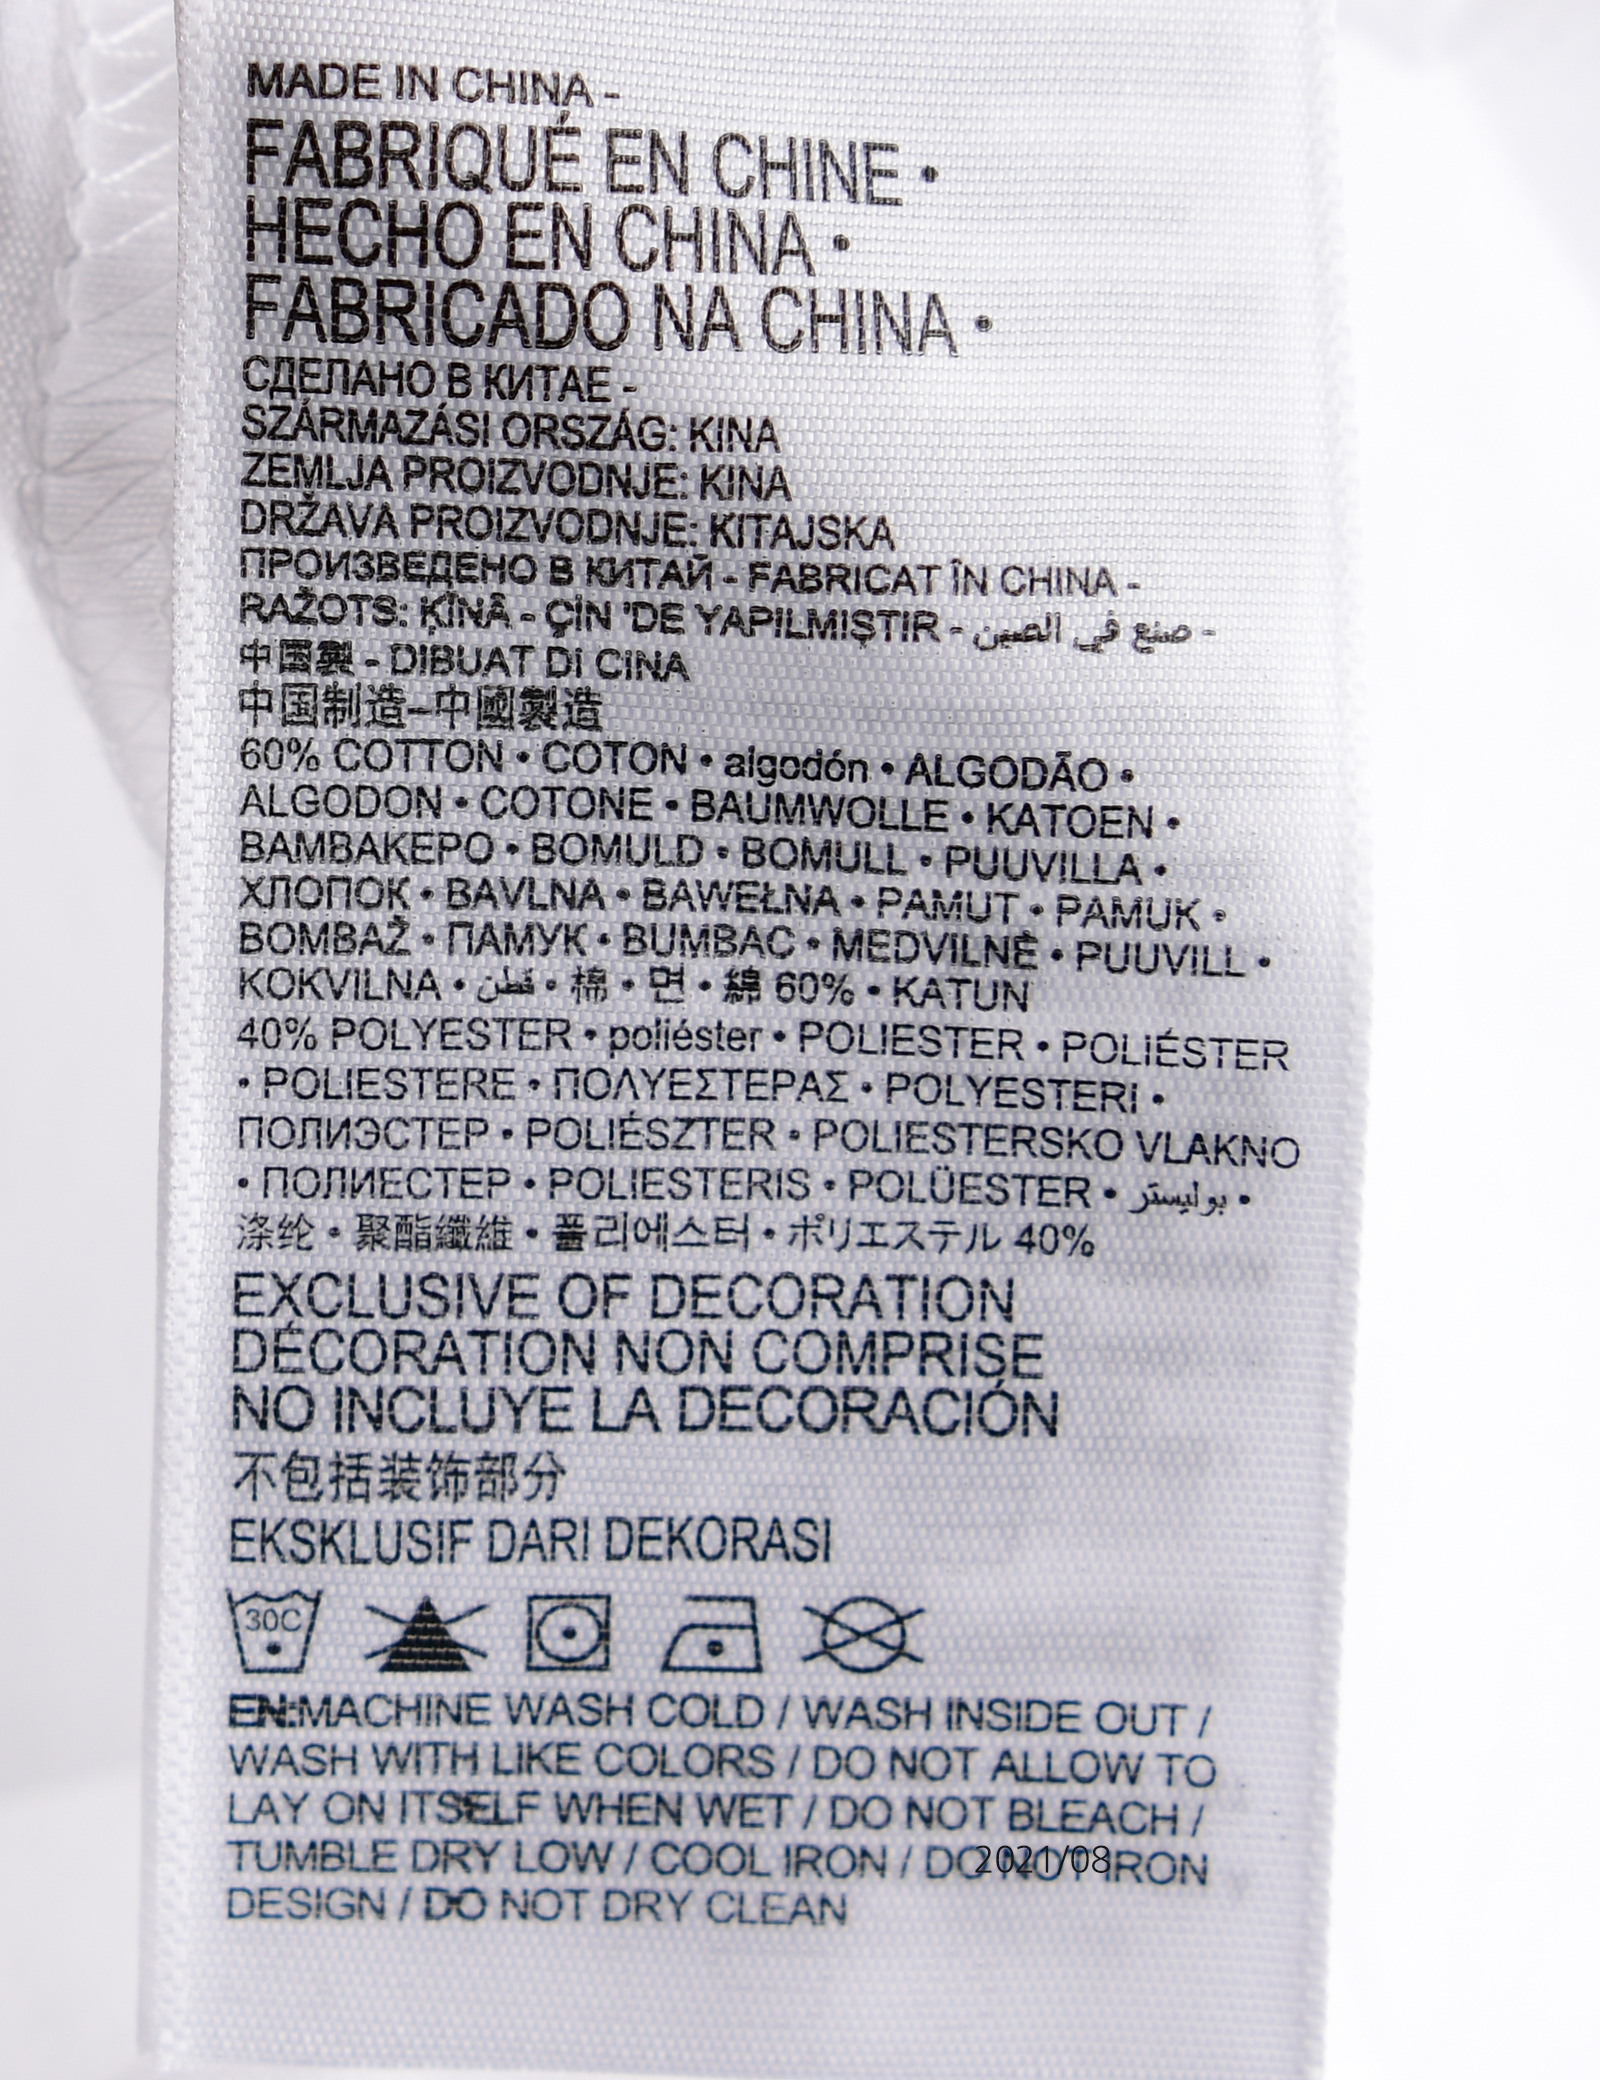 MADE IN CHINA -
FABRIQUÉ EN CHINE •
HECHO EN CHINA •
FABRICADO NA CHINA •
СДЕЛАНО В КИТАЕ -
SZÁRMAZÁSI ORSZÁG: KINA
ZEMLJA PROIZVODNJE: KINA
DRŽAVA PROIZVODNJE: KITAJSKA
ПРОИЗВЕДЕНО В КИТАЙ - FABRICAT ÎN CHINA -
RAŽOTS: ĶĪNĀ - ÇİN 'DE YAPILMIŞTIR - صنع في الصين -
中国製 - DIBUAT DI CINA
中国制造–中國製造
60% COTTON • COTON • algodón • ALGODÃO •
ALGODON • COTONE • BAUMWOLLE • KATOEN •
BAMBAKEPO • BOMULD • BOMULL • PUUVILLA •
ХЛОПОК • BAVLNA • BAWEŁNA • PAMUT • PAMUK •
BOMBAŽ • ПАМУК • BUMBAC • MEDVILNĖ • PUUVILL •
KOKVILNA • قطن • 棉 • 면 • 綿 60% • KATUN
40% POLYESTER • poliéster • POLIESTER • POLIÉSTER
• POLIESTERE • ΠΟΛΥΕΣΤΕΡΑΣ • POLYESTERI •
ПОЛИЭСТЕР • POLIÉSZTER • POLIESTERSKO VLAKNO
• ПОЛИЕСТЕР • POLIESTERIS • POLÜESTER • بوليستر •
涤纶 • 聚酯纖維 • 폴리에스터 • ポリエステル 40%
EXCLUSIVE OF DECORATION
DÉCORATION NON COMPRISE
NO INCLUYE LA DECORACIÓN
不包括装饰部分
EKSKLUSIF DARI DEKORASI
30C
EN:MACHINE WASH COLD / WASH INSIDE OUT /
WASH WITH LIKE COLORS / DO NOT ALLOW TO
LAY ON ITSELF WHEN WET / DO NOT BLEACH /
TUMBLE DRY LOW / COOL IRON / DO NOT IRON
2021/08
DESIGN / DO NOT DRY CLEAN